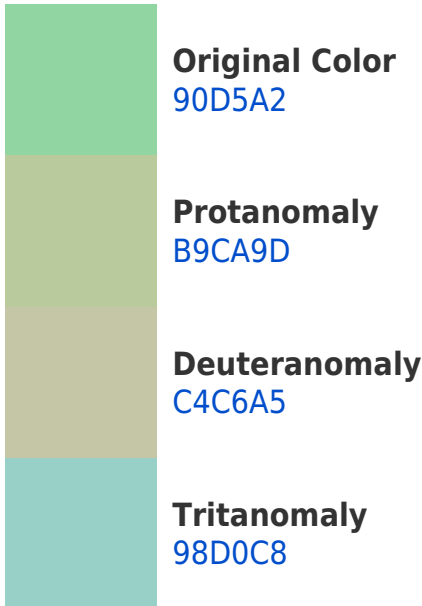 Original Color
90D5A2
Protanomaly
B9CA9D
Deuteranomaly
C4C6A5
Tritanomaly
98D0C8